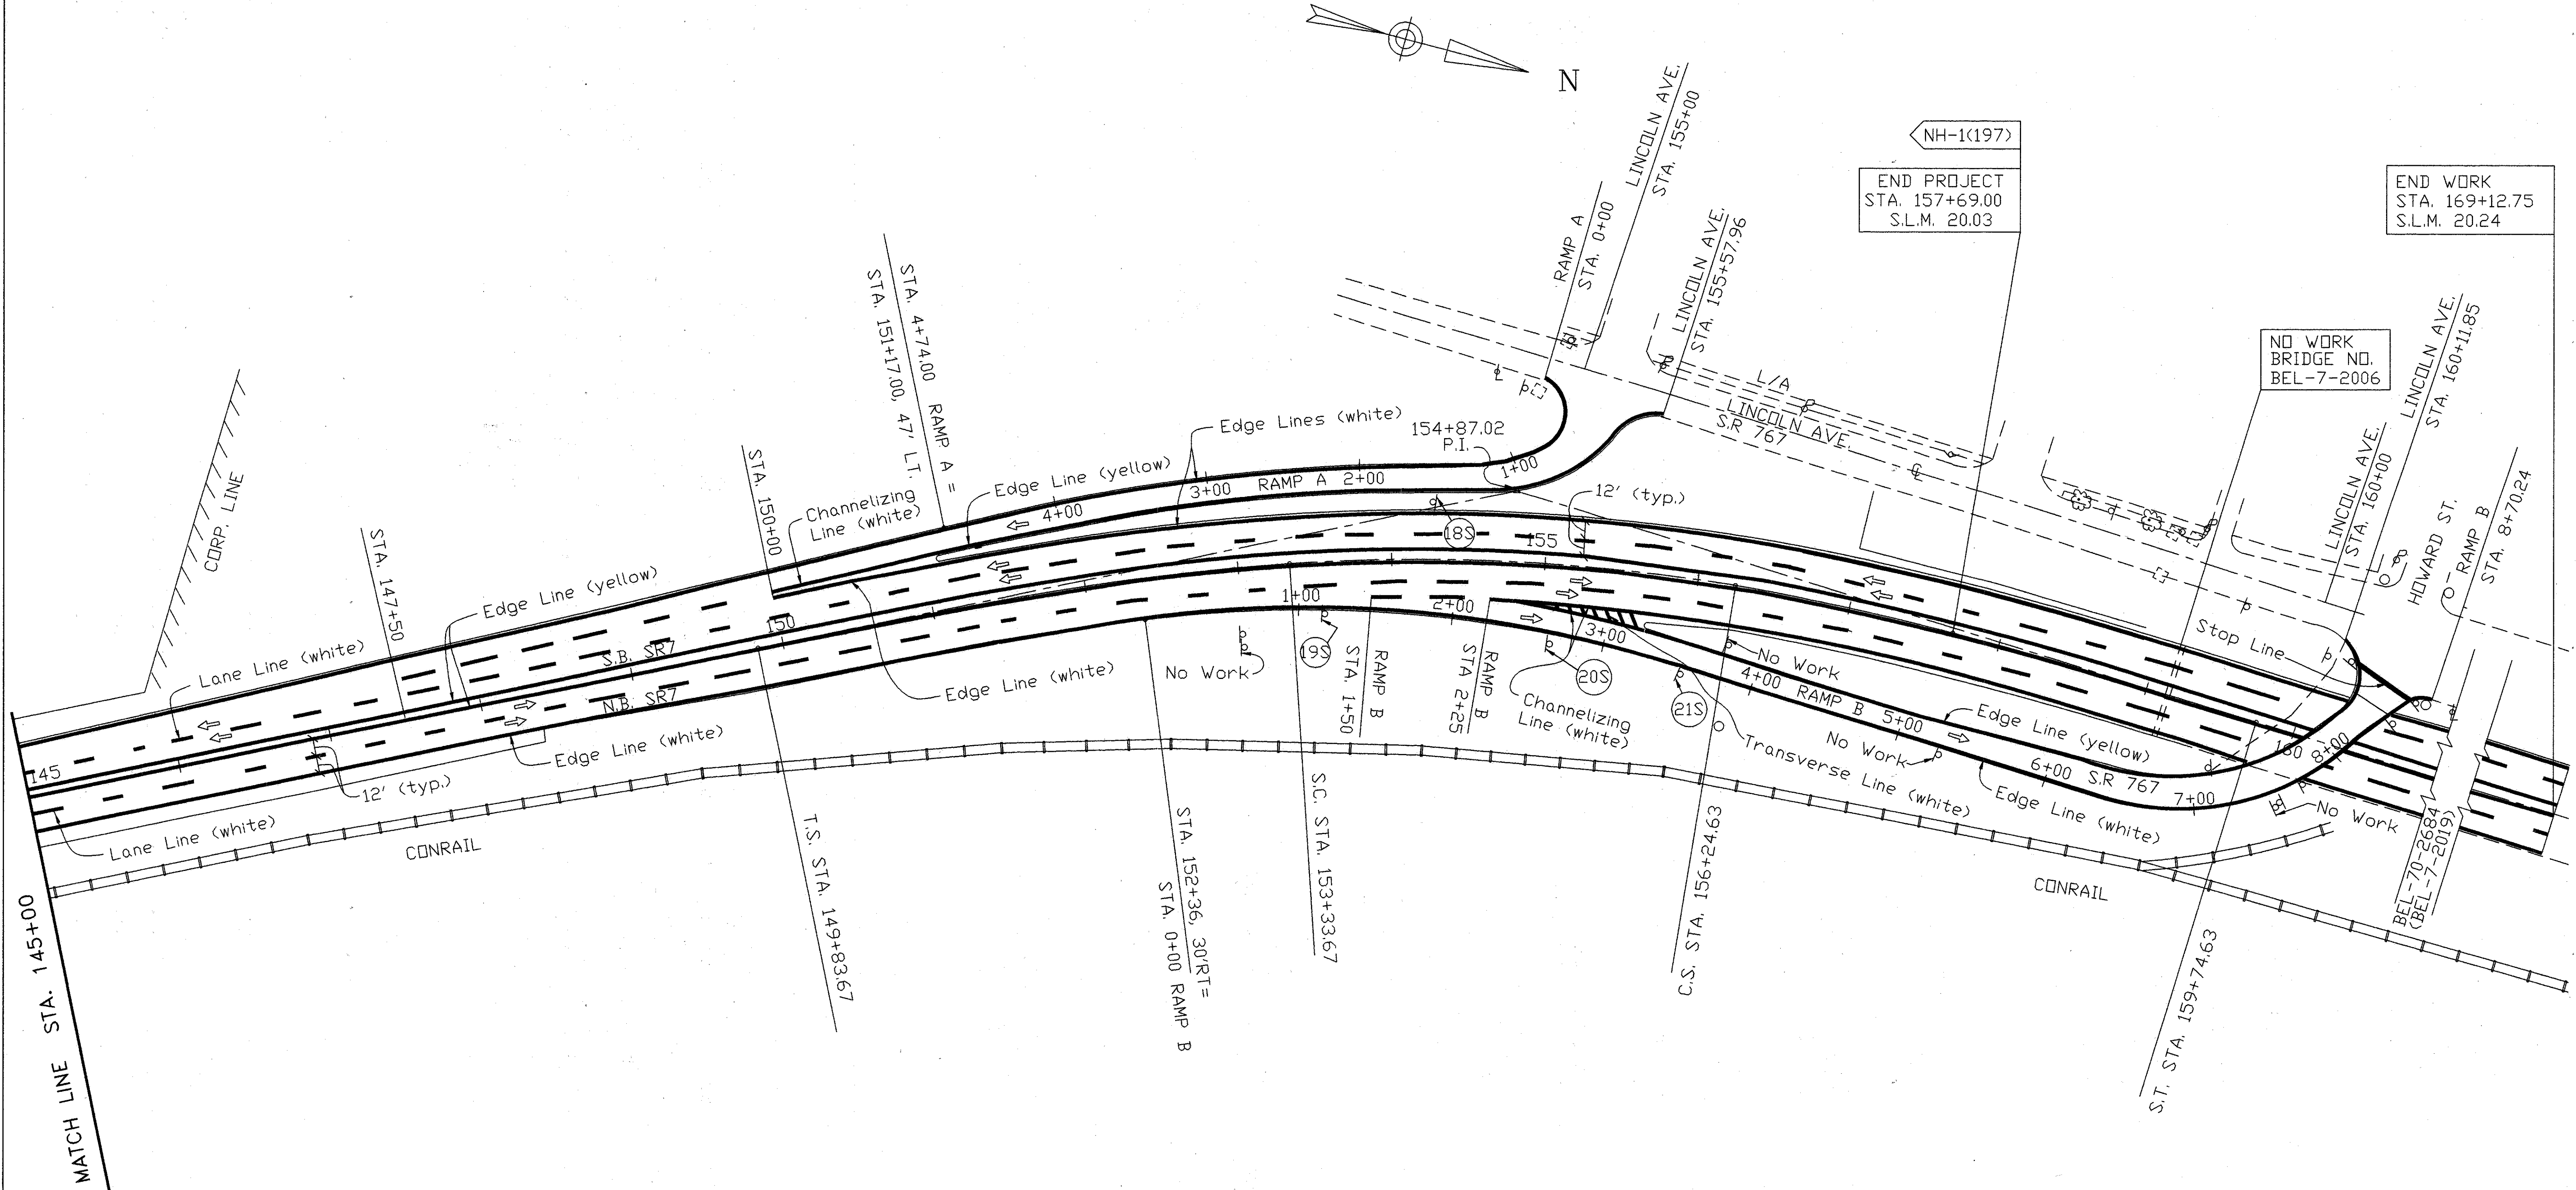 N
LINCOLN AVE.
STA. 155+00
RAMP A
STA. 0+00
LINCOLN AVE.
STA. 155+57.96
NH-1(197)
END PROJECT
STA. 157+69.00
S.L.M. 20.03
END WORK
STA. 169+12.75
S.L.M. 20.24
NO WORK
BRIDGE NO.
BEL-7-2006
LINCOLN AVE.
STA. 160+11.85
LINCOLN AVE.
STA. 160+00
HOWARD ST.
RAMP B
STA. 8+70.24
L/A
LINCOLN AVE.
S.R 767
STA. 4+74.00 RAMP A =
STA. 151+17.00, 47' LT.
Edge Lines (white)
154+87.02
P.I.
Edge Line (yellow)
Channelizing
Line (white)
STA. 150+00
4+00
3+00
RAMP A
2+00
1+00
12' (typ.)
18S
155
CORP. LINE
STA. 147+50
Edge Line (yellow)
Lane Line (white)
S.B. SR7
N.B. SR7
150
145
Edge Line (white)
Edge Line (white)
12' (typ.)
Lane Line (white)
CONRAIL
No Work
1+00
19S
2+00
RAMP B
STA. 1+50
RAMP B
STA 2+25
3+00
20S
Channelizing
Line (white)
21S
No Work
4+00
RAMP B
5+00
Edge Line (yellow)
No Work
Transverse Line (white)
6+00
S.R 767
7+00
Edge Line (white)
Stop Line
160
8+00
No Work
BEL-70-2684
(BEL-7-2019)
CONRAIL
T.S. STA. 149+83.67
STA. 152+36, 30'RT=
STA. 0+00 RAMP B
S.C. STA. 153+33.67
C.S. STA. 156+24.63
S.T. STA. 159+74.63
MATCH LINE STA. 145+00